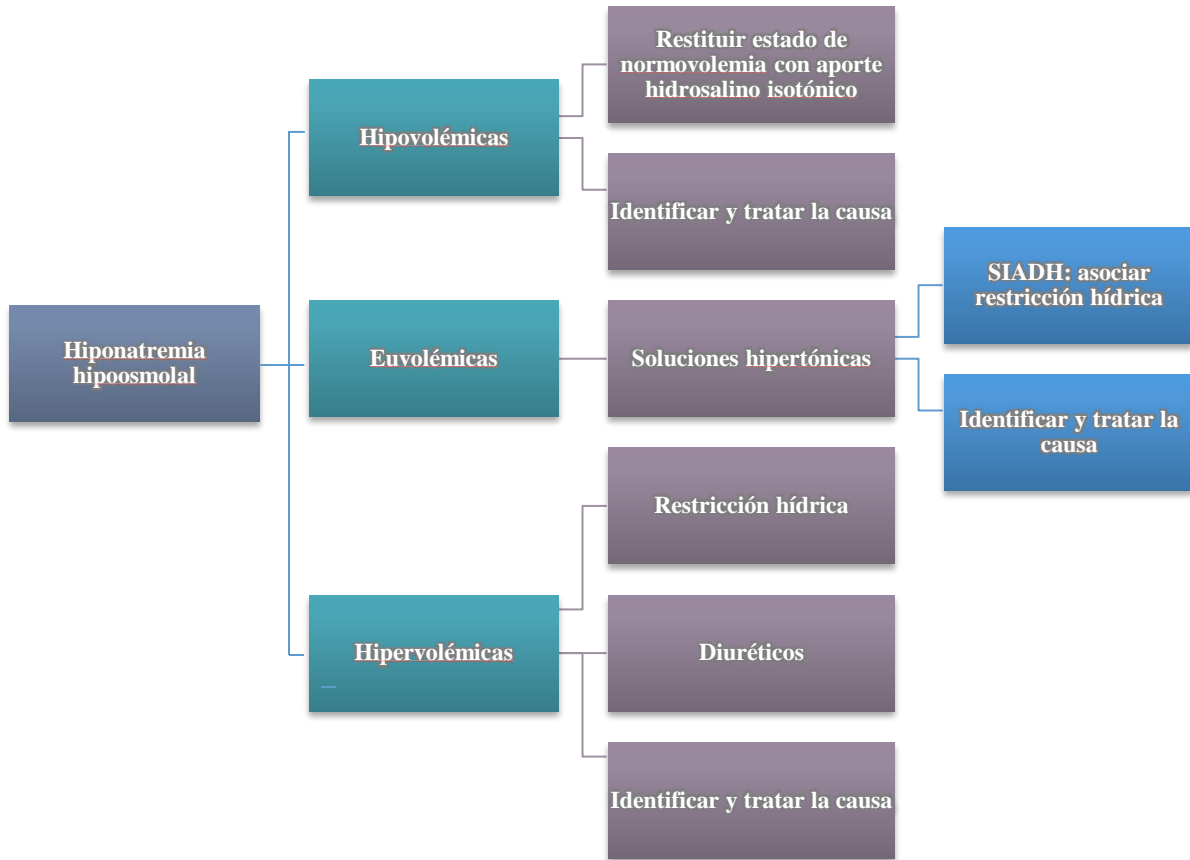 Restituir estado de
normovolemia con aporte
hidrosalino isotónico
Hipovolémicas
Identificar y tratar la causa
SIADH: asociar
restricción hídrica
Hiponatremia
hipoosmolal
Euvolémicas
Soluciones hipertónicas
Identificar y tratar la
causa
Restricción hídrica
Hipervolémicas
Diuréticos
Identificar y tratar la causa